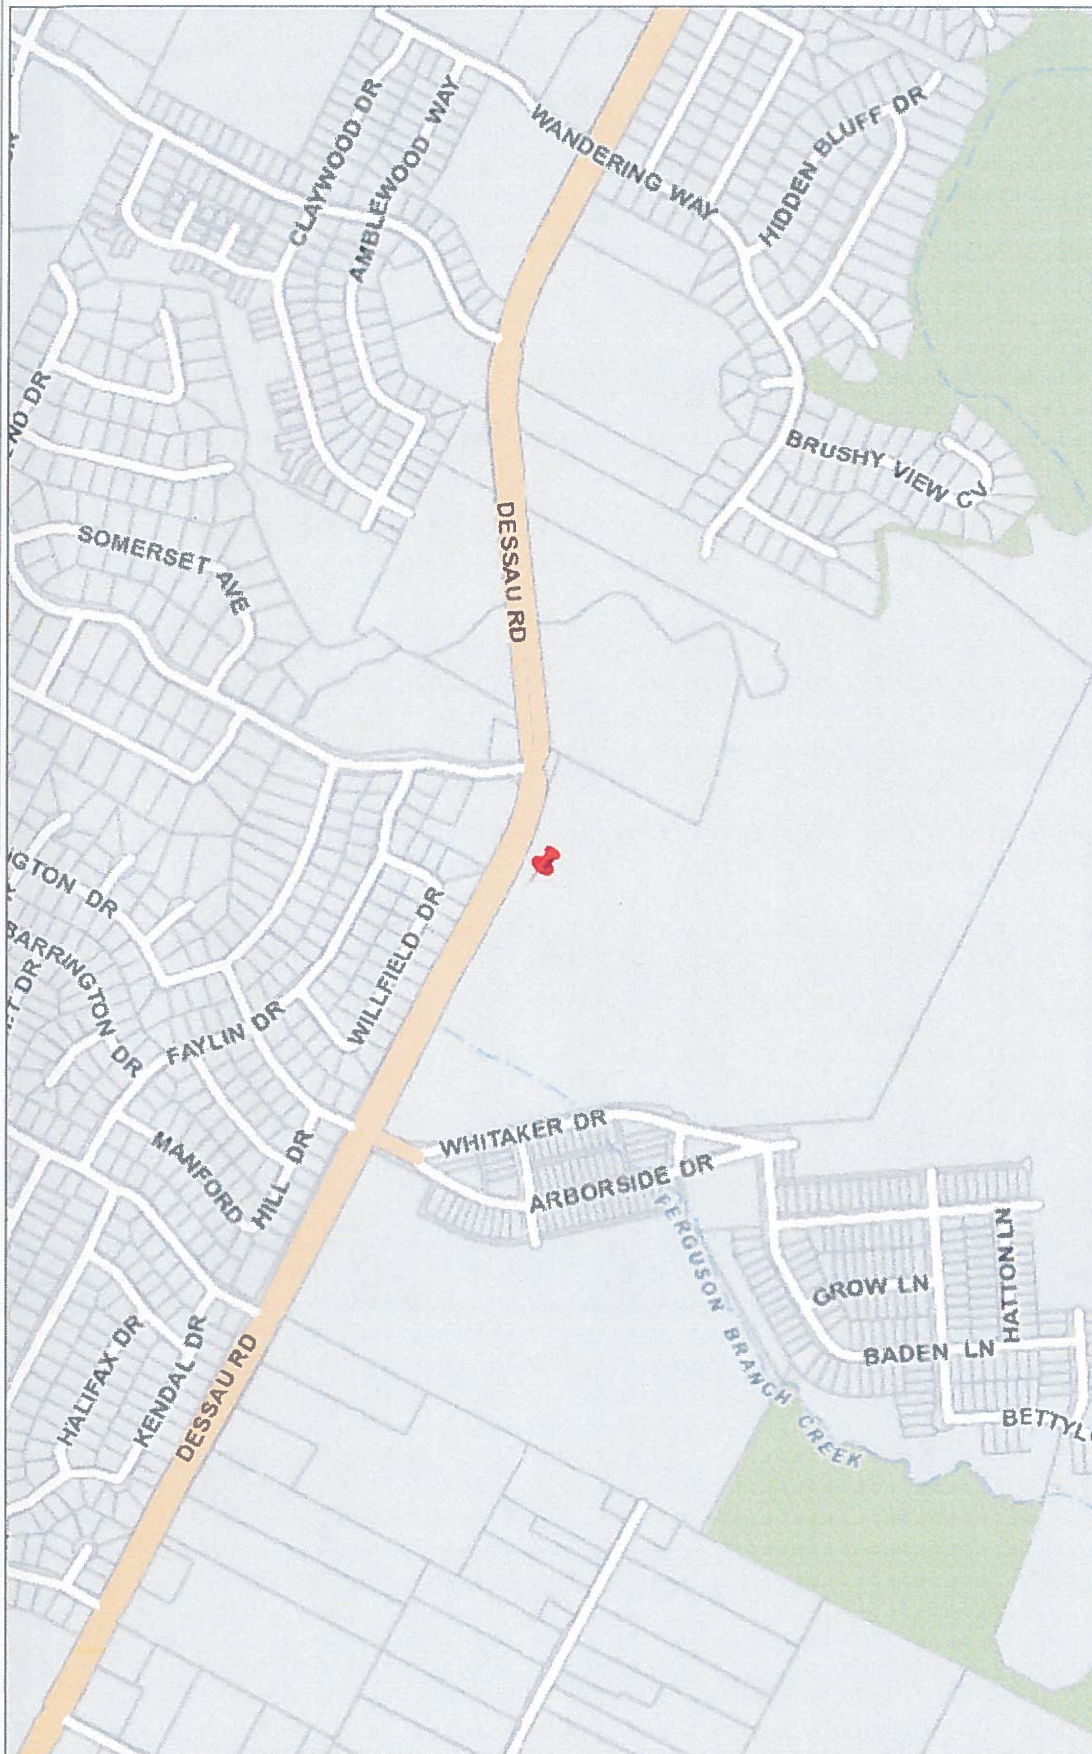 CLAYWOOD DR
AMBLEWOOD WAY
WANDERING WAY
HIDDEN BLUFF DR
BRUSHY VIEW CV
DESSAU RD
SOMERSET AVE
WILLFIELD DR
BARRINGTON DR
FAYLIN DR
MANFORD HILL DR
WHITAKER DR
ARBORSIDE DR
FERGUSON BRANCH CREEK
GROW LN
HATTON LN
BADEN LN
HALIFAX DR
KENDAL DR
DESSAU RD